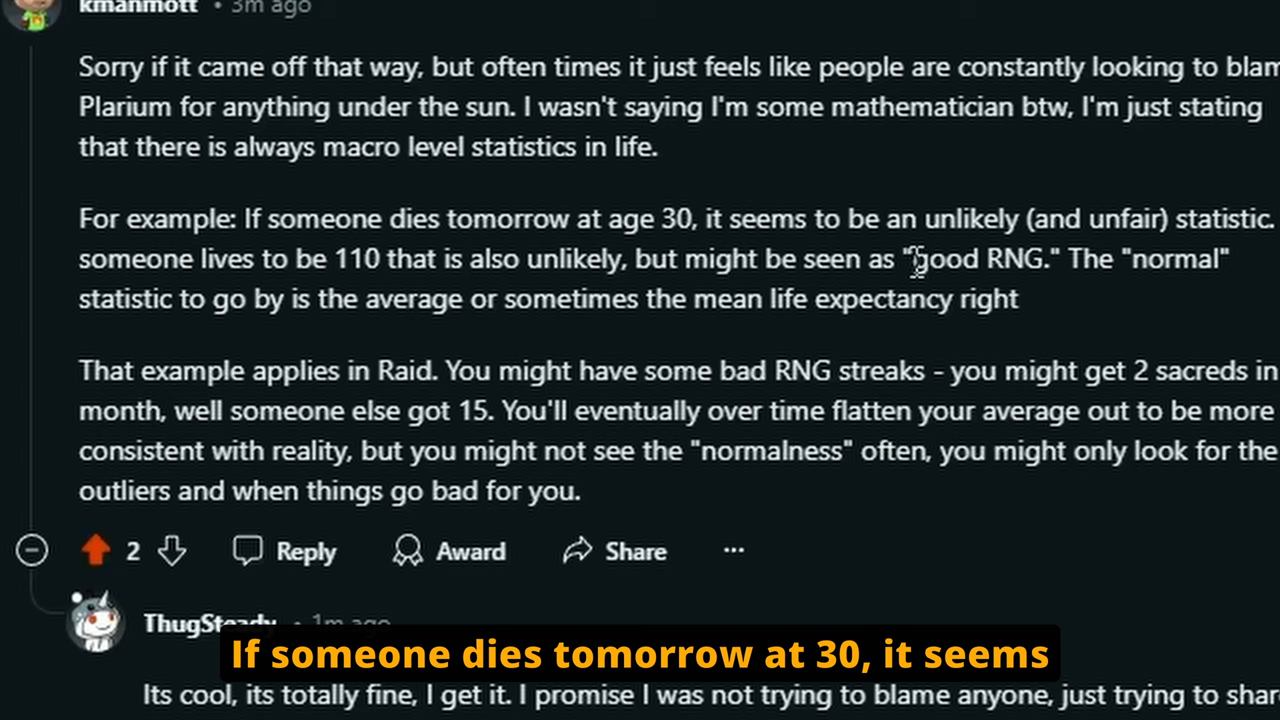 kmanmott • 3m ago
Sorry if it came off that way, but often times it just feels like people are constantly looking to blam
Plarium for anything under the sun. I wasn't saying I'm some mathematician btw, I'm just stating
that there is always macro level statistics in life.
For example: If someone dies tomorrow at age 30, it seems to be an unlikely (and unfair) statistic.
someone lives to be 110 that is also unlikely, but might be seen as "good RNG." The "normal"
statistic to go by is the average or sometimes the mean life expectancy right
That example applies in Raid. You might have some bad RNG streaks - you might get 2 sacreds in
month, well someone else got 15. You'll eventually over time flatten your average out to be more
consistent with reality, but you might not see the "normalness" often, you might only look for the
outliers and when things go bad for you.
2 Reply Award Share ...
ThugSteady • 1m ago
If someone dies tomorrow at 30, it seems
Its cool, its totally fine, I get it. I promise I was not trying to blame anyone, just trying to shar